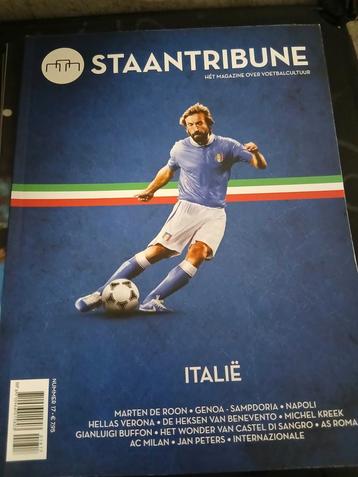 STAANTRIBUNE
HÉT MAGAZINE OVER VOETBALCULTUUR
ITALIË
MARTEN DE ROON • GENOA - SAMPDORIA • NAPOLI
HELLAS VERONA • DE HEKSEN VAN BENEVENTO • MICHEL KREEK
GIANLUIGI BUFFON • HET WONDER VAN CASTEL DI SANGRO • AS ROMA
AC MILAN • JAN PETERS • INTERNAZIONALE